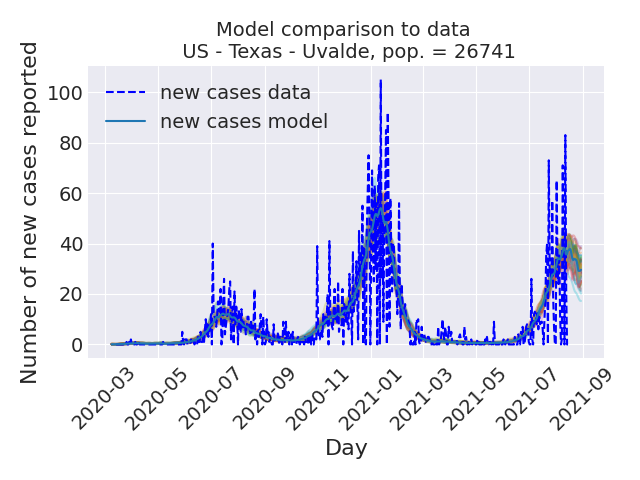 Model comparison to data
US - Texas - Uvalde, pop. = 26741
Number of new cases reported
100
80
60
40
20
0
new cases data
new cases model
2020-03
2020-05
2020-07
2020-09
2020-11
2021-01
2021-03
2021-05
2021-07
2021-09
Day